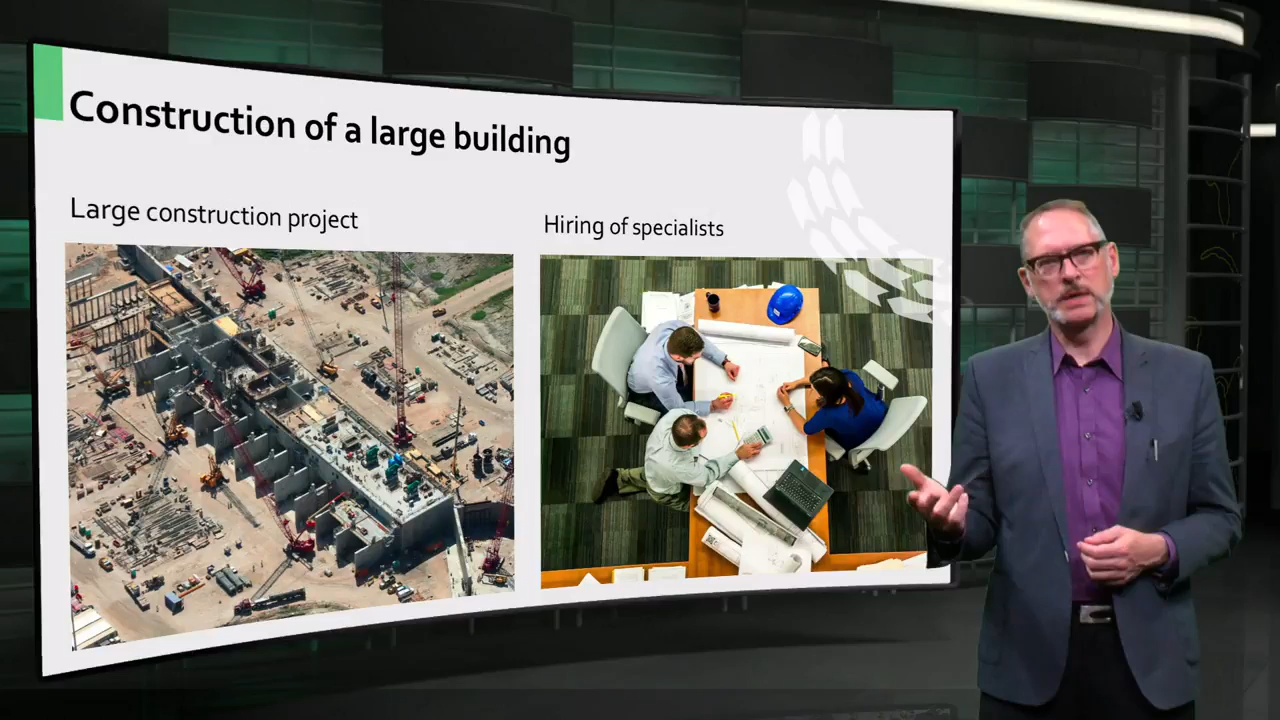 Construction of a large building
Large construction project
Hiring of specialists